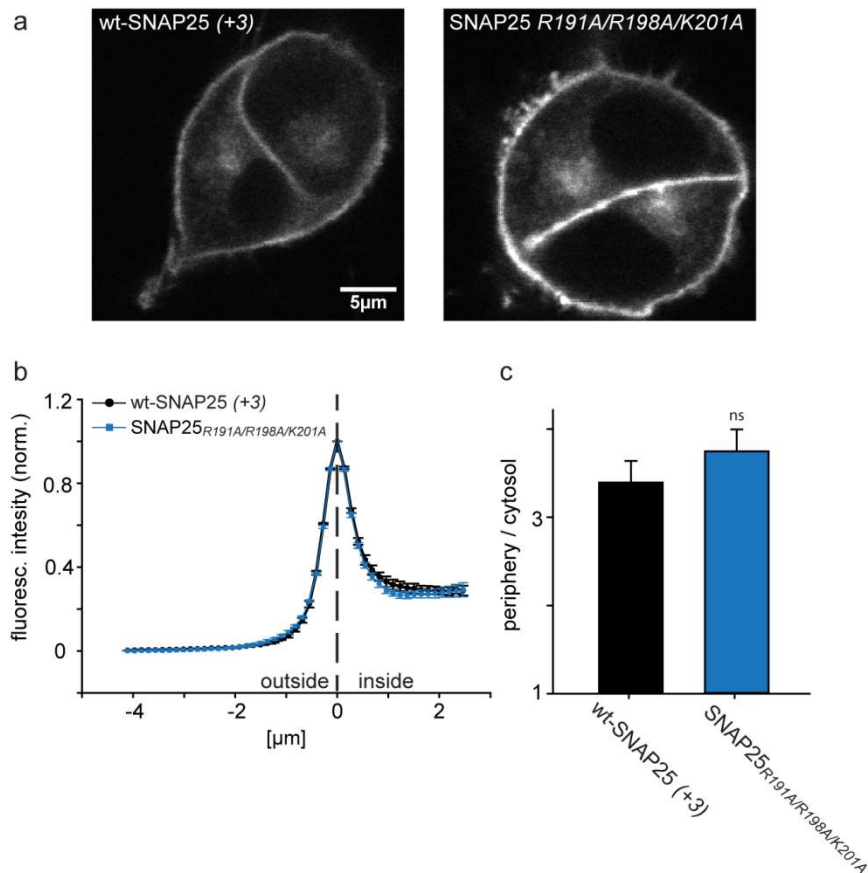 a
wt-SNAP25 (+3)
SNAP25 R191A/R198A/K201A
5µm
b
wt-SNAP25 (+3)
SNAP25R191A/R198A/K201A
1.2
0.8
0.4
0
fluoresc. intesity (norm.)
outside
inside
-4
-2
0
2
[µm]
c
ns
3
1
periphery / cytosol
wt-SNAP25 (+3)
SNAP25R191A/R198A/K201A